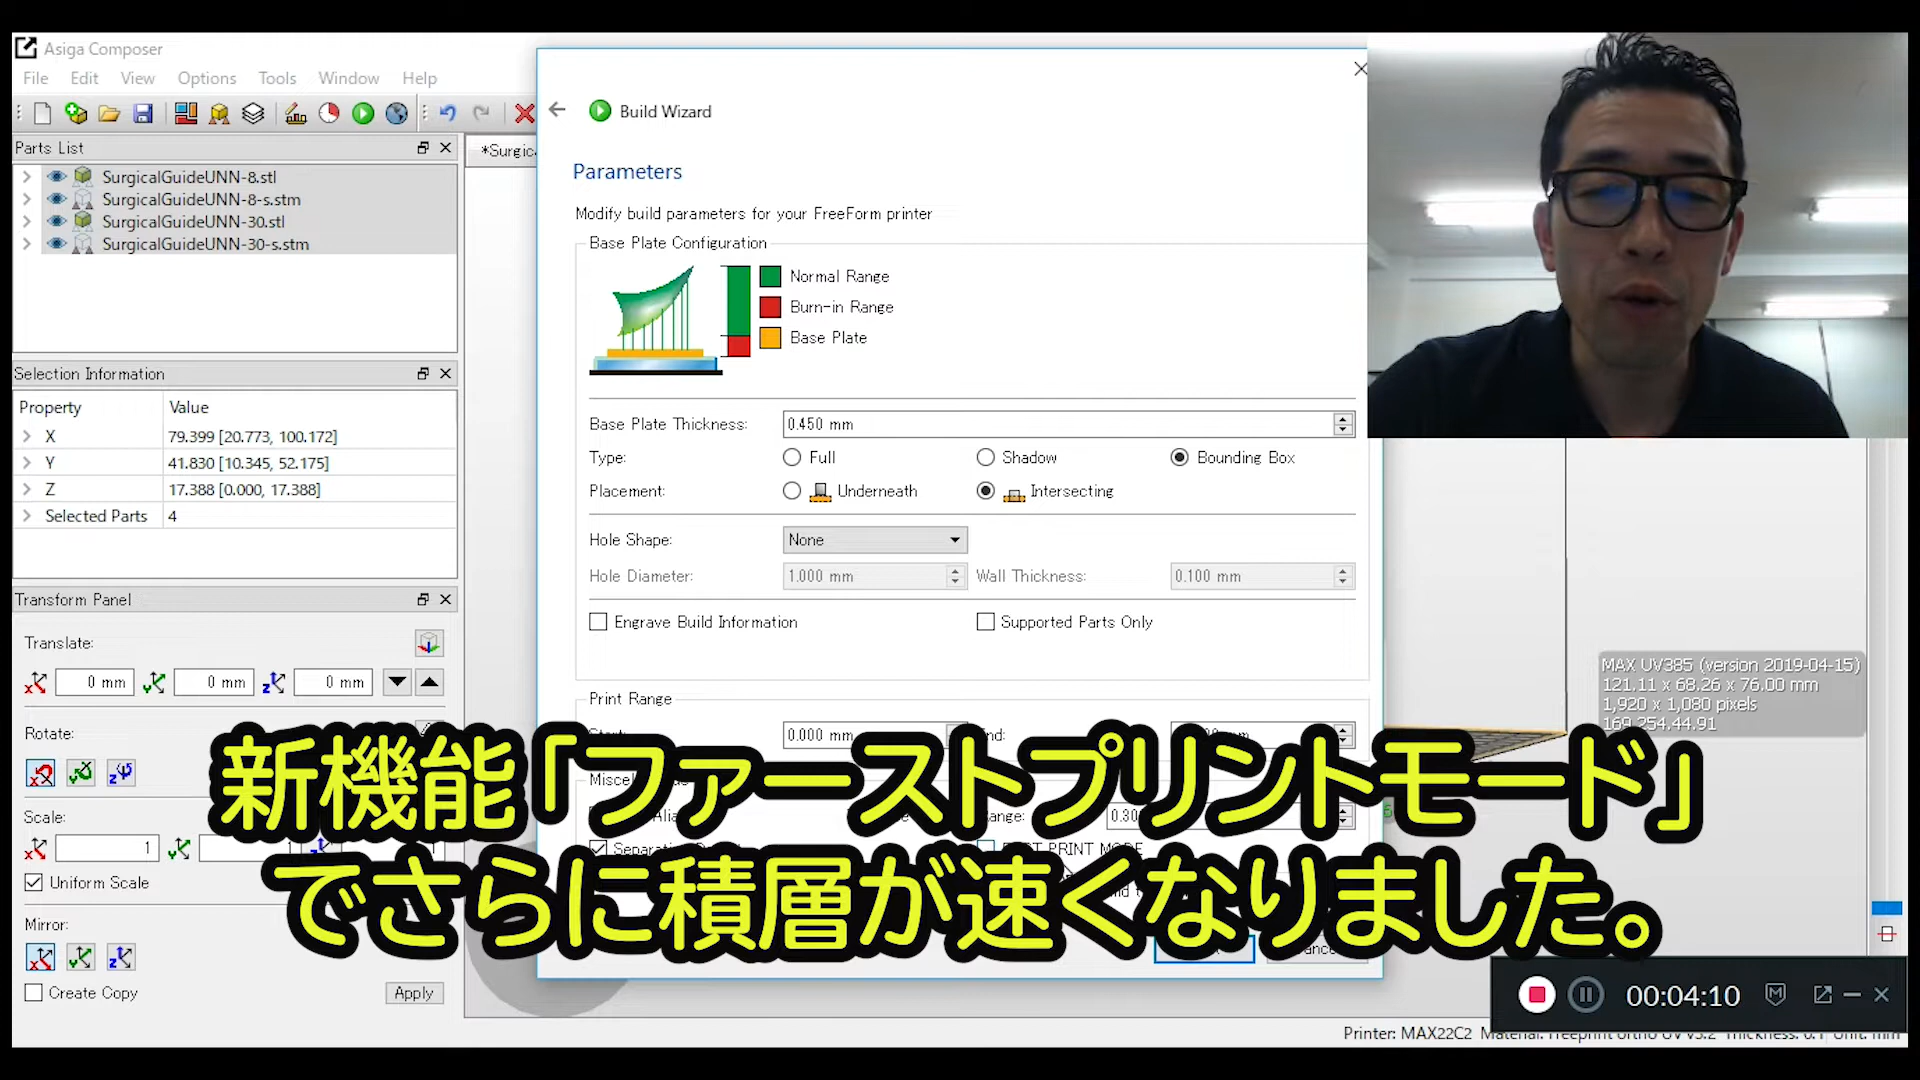 Asiga Composer
File Edit View Options Tools Window Help
Parts List
SurgicalGuideUNN-8.stl
SurgicalGuideUNN-8-s.stm
SurgicalGuideUNN-30.stl
SurgicalGuideUNN-30-s.stm
Selection Information
Property Value
X 79.399 [20.773, 100.172]
Y 41.830 [10.345, 52.175]
Z 17.388 [0.000, 17.388]
Selected Parts 4
Transform Panel
Translate:
0 mm 0 mm 0 mm
Rotate:
Scale:
1
Uniform Scale
Mirror:
Create Copy Apply
*Surgic
Build Wizard
Parameters
Modify build parameters for your FreeForm printer
Base Plate Configuration
Normal Range
Burn-in Range
Base Plate
Base Plate Thickness: 0.450 mm
Type: Full Shadow Bounding Box
Placement: Underneath Intersecting
Hole Shape: None
Hole Diameter: 1.000 mm Wall Thickness: 0.100 mm
Engrave Build Information Supported Parts Only
Print Range
0.000 mm
MAX UV385 (version 2019-04-15)
121.11 x 68.26 x 76.00 mm
1,920 x 1,080 pixels
169.254.44.91
新機能「ファーストプリントモード」
でさらに積層が速くなりました。
PRINT MODE
00:04:10
Printer: MAX22C2